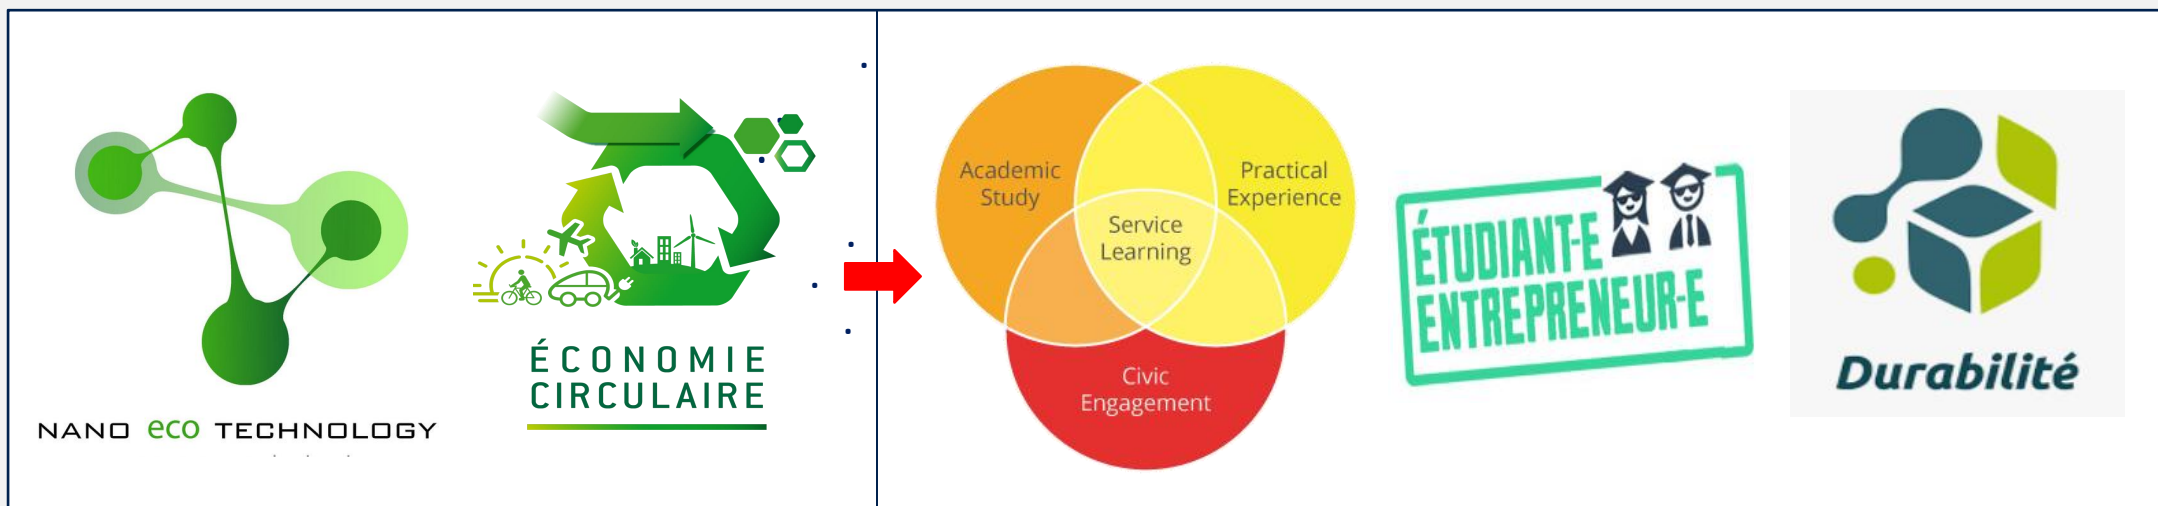 NANO eco TECHNOLOGY
ÉCONOMIE
CIRCULAIRE
Academic
Study
Practical
Experience
Service
Learning
Civic
Engagement
ÉTUDIANT-E
ENTREPRENEUR-E
Durabilité